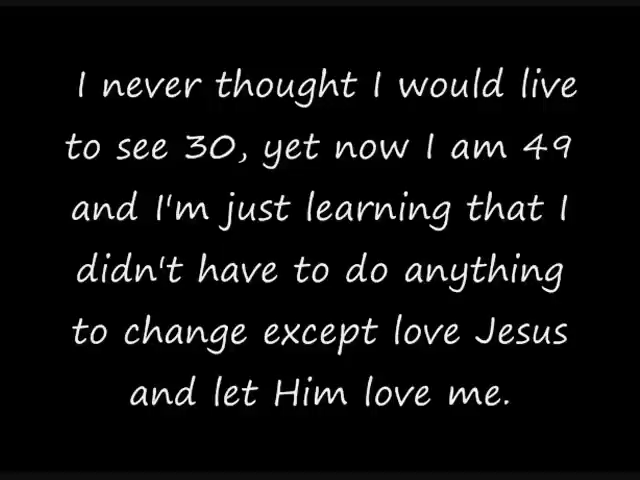 I never thought I would live
to see 30, yet now I am 49
and I'm just learning that I
didn't have to do anything
to change except love Jesus
and let Him love me.